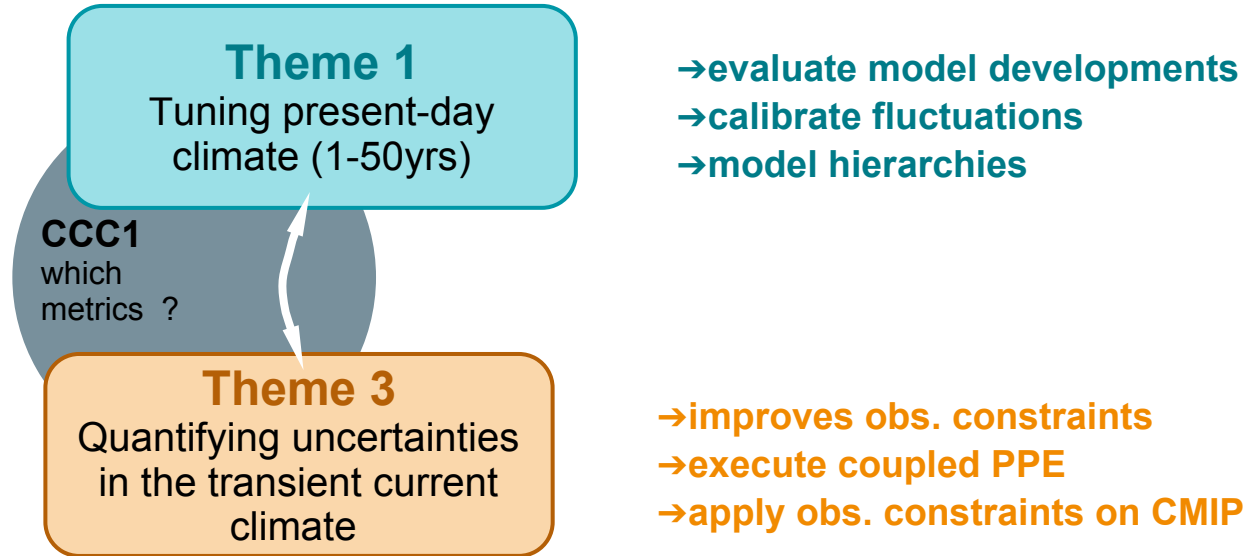 Theme 1
Tuning present-day
climate (1-50yrs)
➔evaluate model developments
➔calibrate fluctuations
➔model hierarchies
CCC1
which
metrics ?
Theme 3
Quantifying uncertainties
in the transient current
climate
➔improves obs. constraints
➔execute coupled PPE
➔apply obs. constraints on CMIP